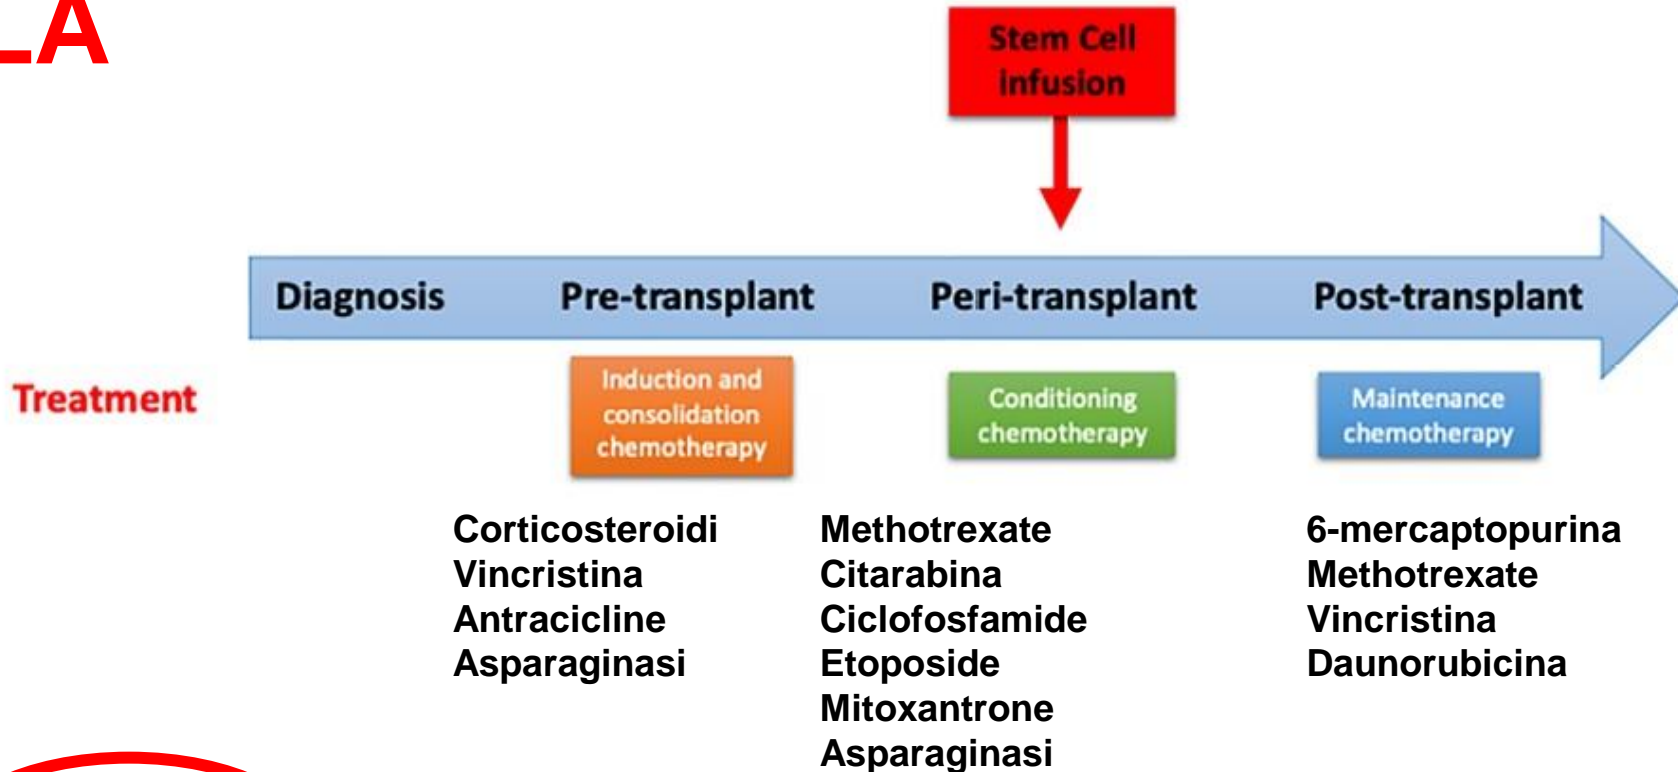 LA
Stem Cell
infusion
Diagnosis
Pre-transplant
Peri-transplant
Post-transplant
Treatment
Induction and
consolidation
chemotherapy
Conditioning
chemotherapy
Maintenance
chemotherapy
Corticosteroidi
Vincristina
Antracicline
Asparaginasi
Methotrexate
Citarabina
Ciclofosfamide
Etoposide
Mitoxantrone
Asparaginasi
6-mercaptopurina
Methotrexate
Vincristina
Daunorubicina